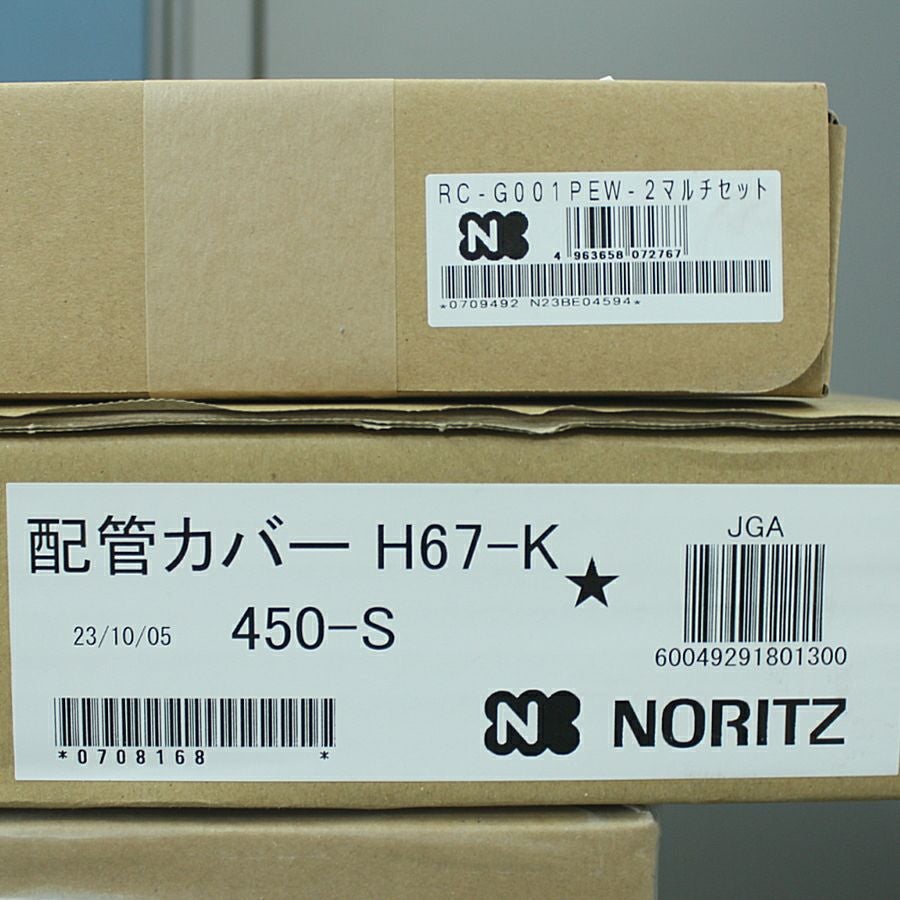 RC-G001PEW-2マルチセット
N
4 963658 072767
*0709492 N23BE04594*
配管カバー H67-K
★
JGA
23/10/05 450-S
60049291801300
*0708168 *
N NORITZ